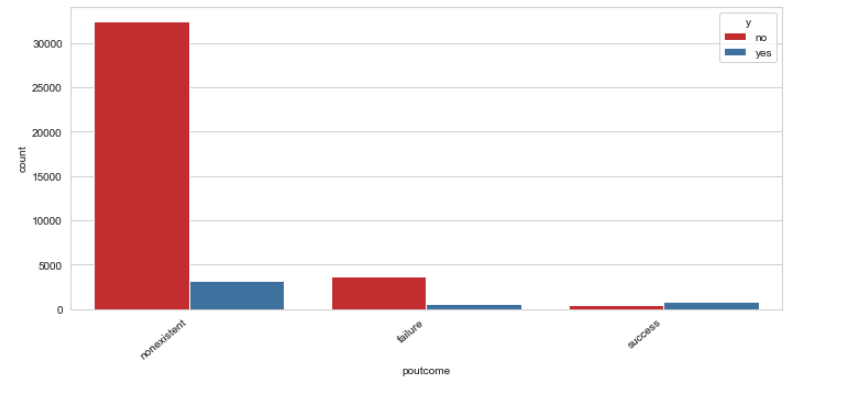 y
no
yes
30000
25000
20000
15000
10000
5000
0
count
nonexistent
failure
success
poutcome